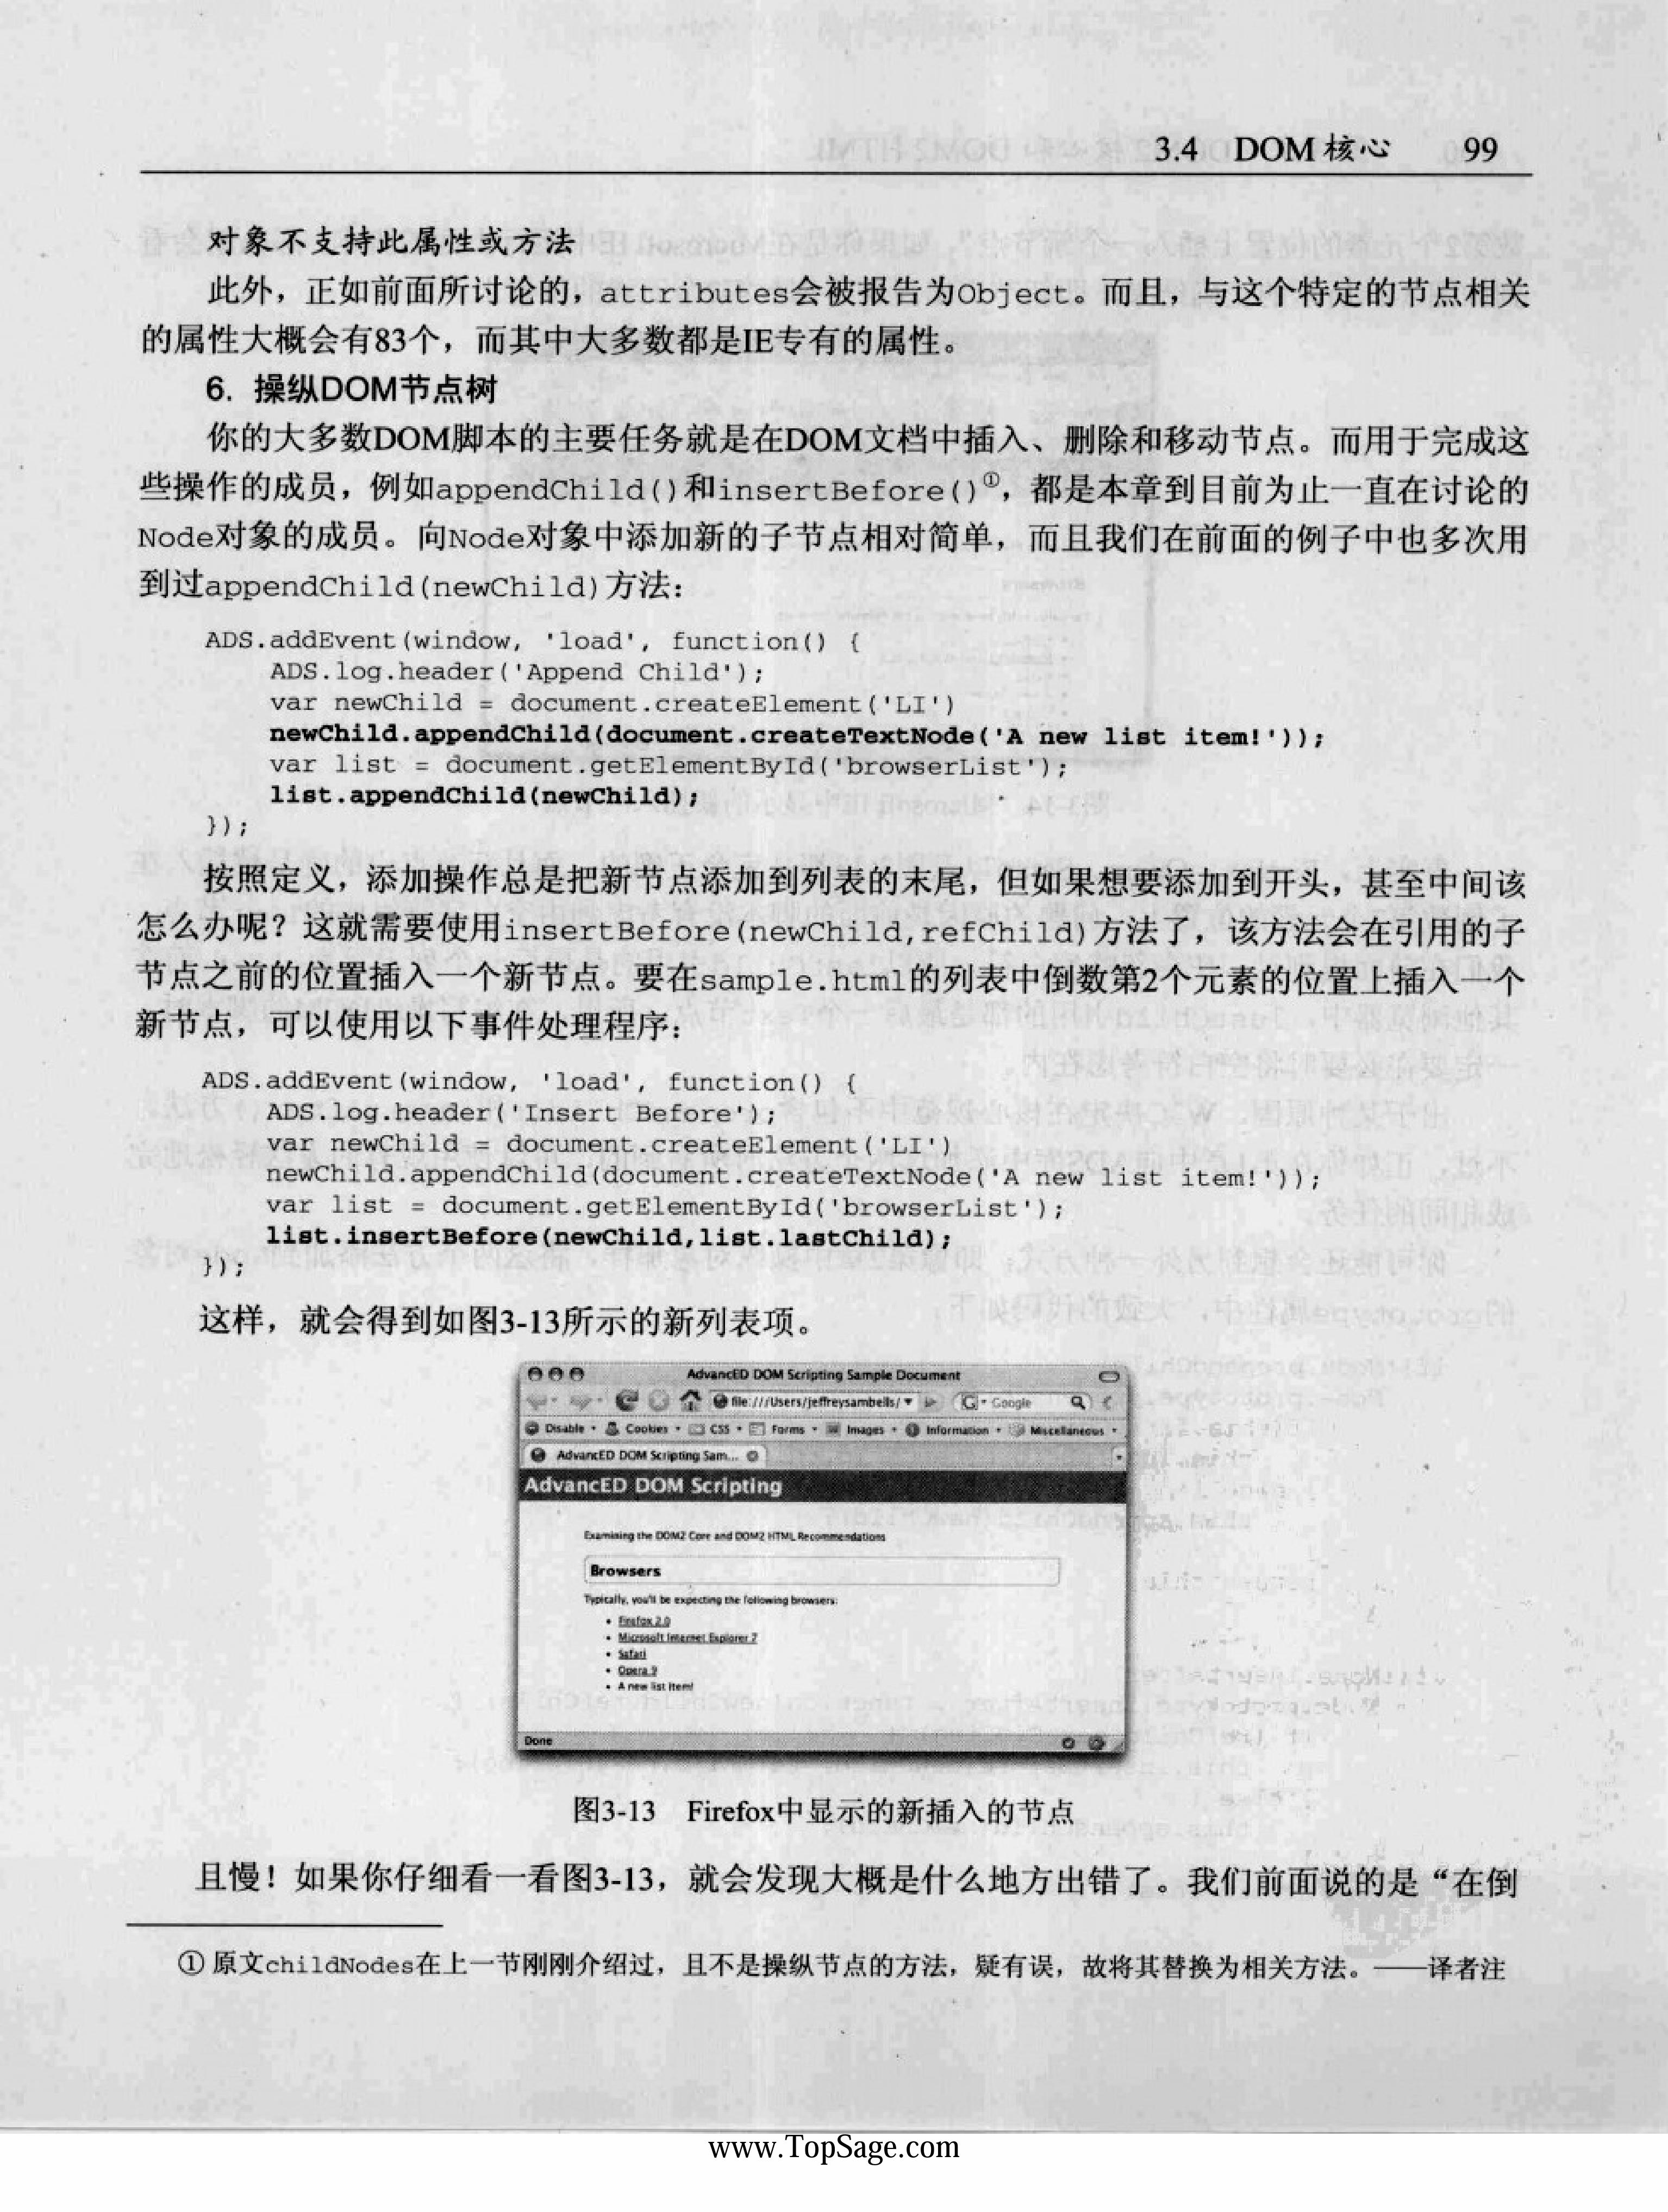 3.4 DOM 核心 99
对象不支持此属性或方法
此外，正如前面所讨论的，attributes会被报告为Object。而且，与这个特定的节点相关
的属性大概会有83个，而其中大多数都是IE专有的属性。
6. 操纵DOM节点树
你的大多数DOM脚本的主要任务就是在DOM文档中插入、删除和移动节点。而用于完成这
些操作的成员，例如appendChild()和insertBefore()①，都是本章到目前为止一直在讨论的
Node对象的成员。向Node对象中添加新的子节点相对简单，而且我们在前面的例子中也多次用
到过appendChild(newChild)方法：
ADS.addEvent(window, 'load', function() {
ADS.log.header('Append Child');
var newChild = document.createElement('LI')
newChild.appendChild(document.createTextNode('A new list item!'));
var list = document.getElementById('browserList');
list.appendChild(newChild);
});
按照定义，添加操作总是把新节点添加到列表的末尾，但如果想要添加到开头，甚至中间该
怎么办呢？这就需要使用insertBefore(newChild,refChild)方法了，该方法会在引用的子
节点之前的位置插入一个新节点。要在sample.html的列表中倒数第2个元素的位置上插入一个
新节点，可以使用以下事件处理程序：
ADS.addEvent(window, 'load', function() {
ADS.log.header('Insert Before');
var newChild = document.createElement('LI')
newChild.appendChild(document.createTextNode('A new list item!'));
var list = document.getElementById('browserList');
list.insertBefore(newChild,list.lastChild);
});
这样，就会得到如图3-13所示的新列表项。
AdvancED DOM Scripting Sample Document
file:///Users/jeffreysambells/ G Google
Disable Cookies CSS Forms Images Information Miscellaneous
AdvancED DOM Scripting Sam...
AdvancED DOM Scripting
Examining the DOM2 Core and DOM2 HTML Recommendations
Browsers
Typically, you'll be expecting the following browsers:
• Firefox 2.0
• Microsoft Internet Explorer 7
• Safari
• Opera 9
• A new list item!
Done
图3-13 Firefox中显示的新插入的节点
且慢！如果你仔细看一看图3-13，就会发现大概是什么地方出错了。我们前面说的是“在倒
① 原文childNodes在上一节刚刚介绍过，且不是操纵节点的方法，疑有误，故将其替换为相关方法。——译者注
www.TopSage.com